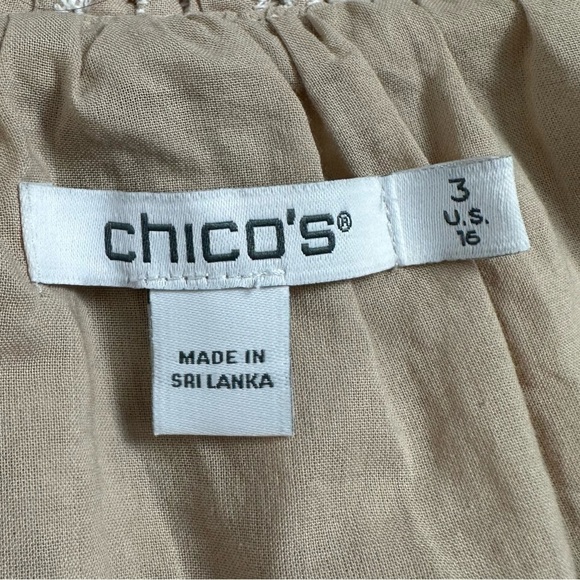 chico's®
3
U.S.
16
MADE IN
SRI LANKA